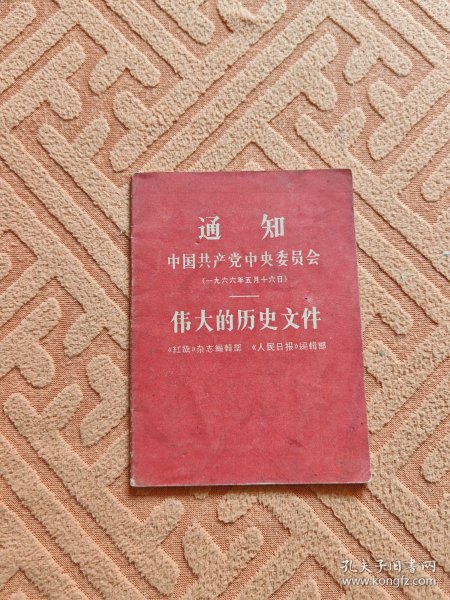 通 知
中国共产党中央委员会
（一九六六年五月十六日）
伟大的历史文件
《红旗》杂志编辑部 《人民日报》编辑部
孔夫子旧书网
www.kongfz.com